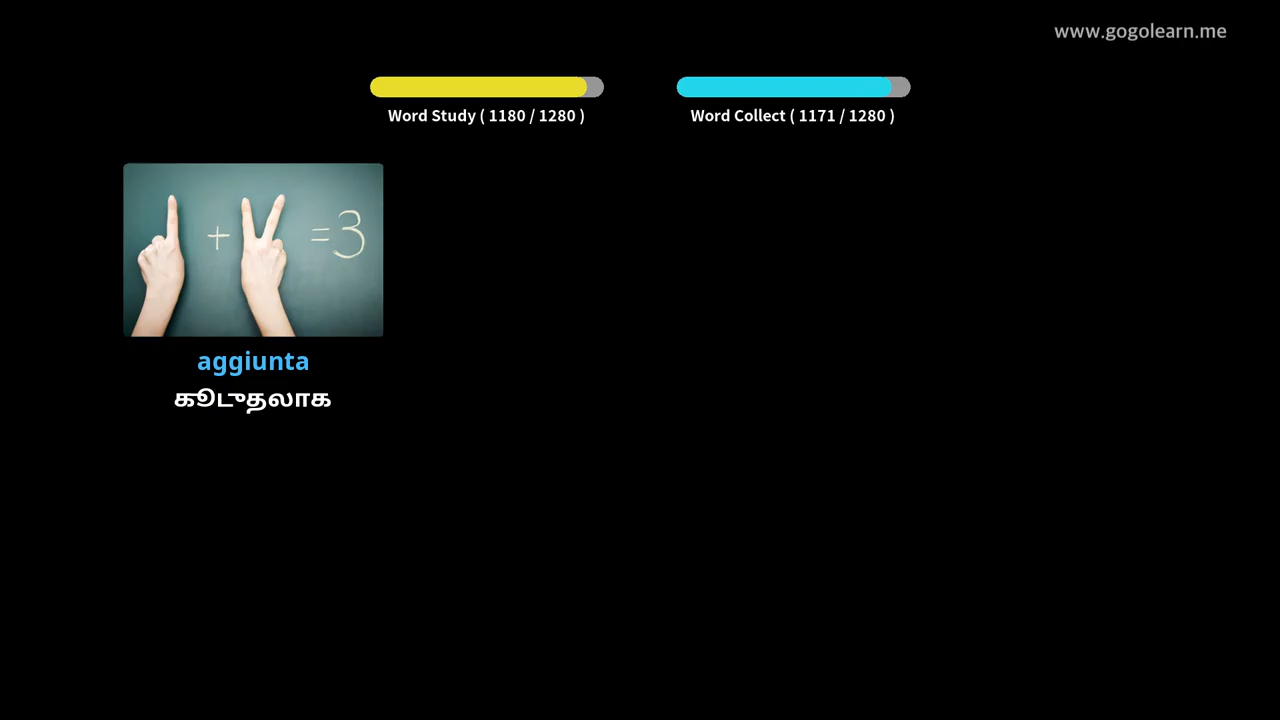 www.gogolearn.me
Word Study ( 1180 / 1280 )
Word Collect ( 1171 / 1280 )
+ =3
aggiunta
கூடுதலாக